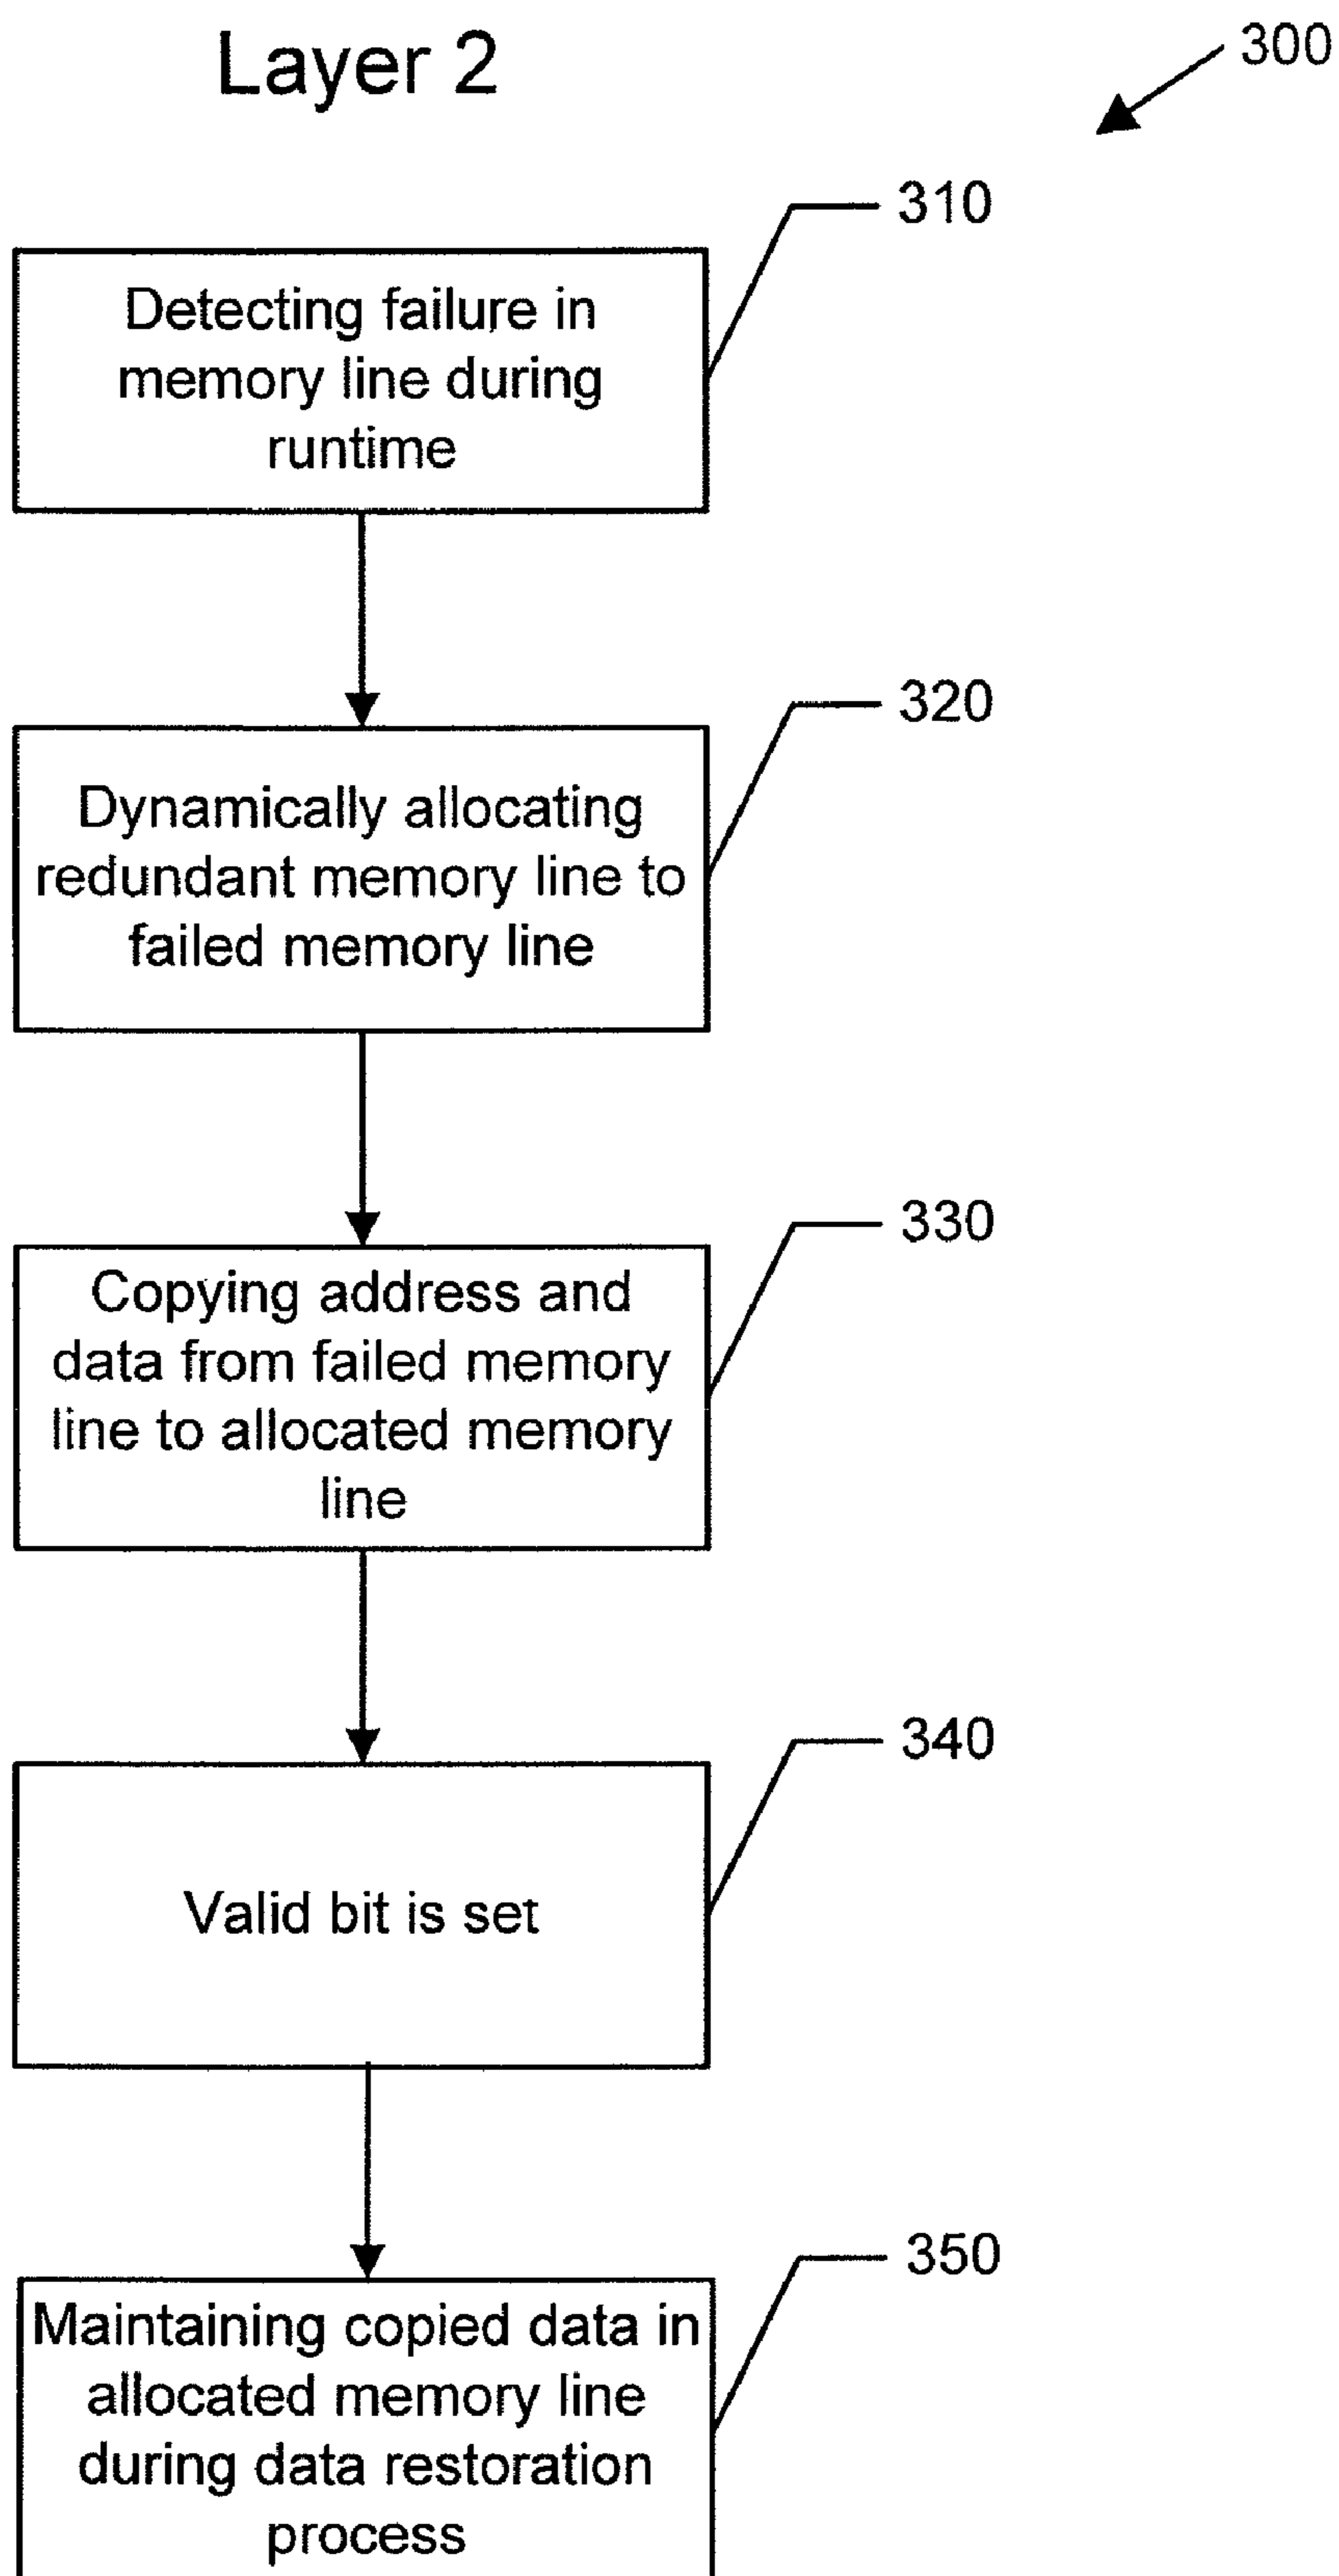 Layer 2
300
310
Detecting failure in
memory line during
runtime
320
Dynamically allocating
redundant memory line to
failed memory line
330
Copying address and
data from failed memory
line to allocated memory
line
340
Valid bit is set
350
Maintaining copied data in
allocated memory line
during data restoration
process